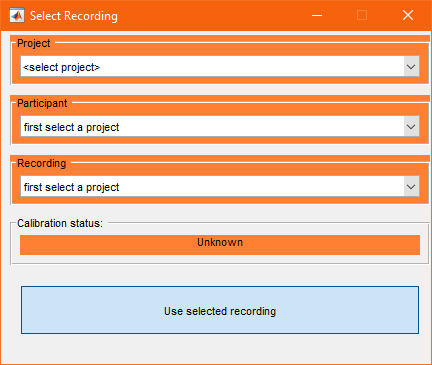 Select Recording
Project
<select project>
Participant
first select a project
Recording
first select a project
Calibration status:
Unknown
Use selected recording